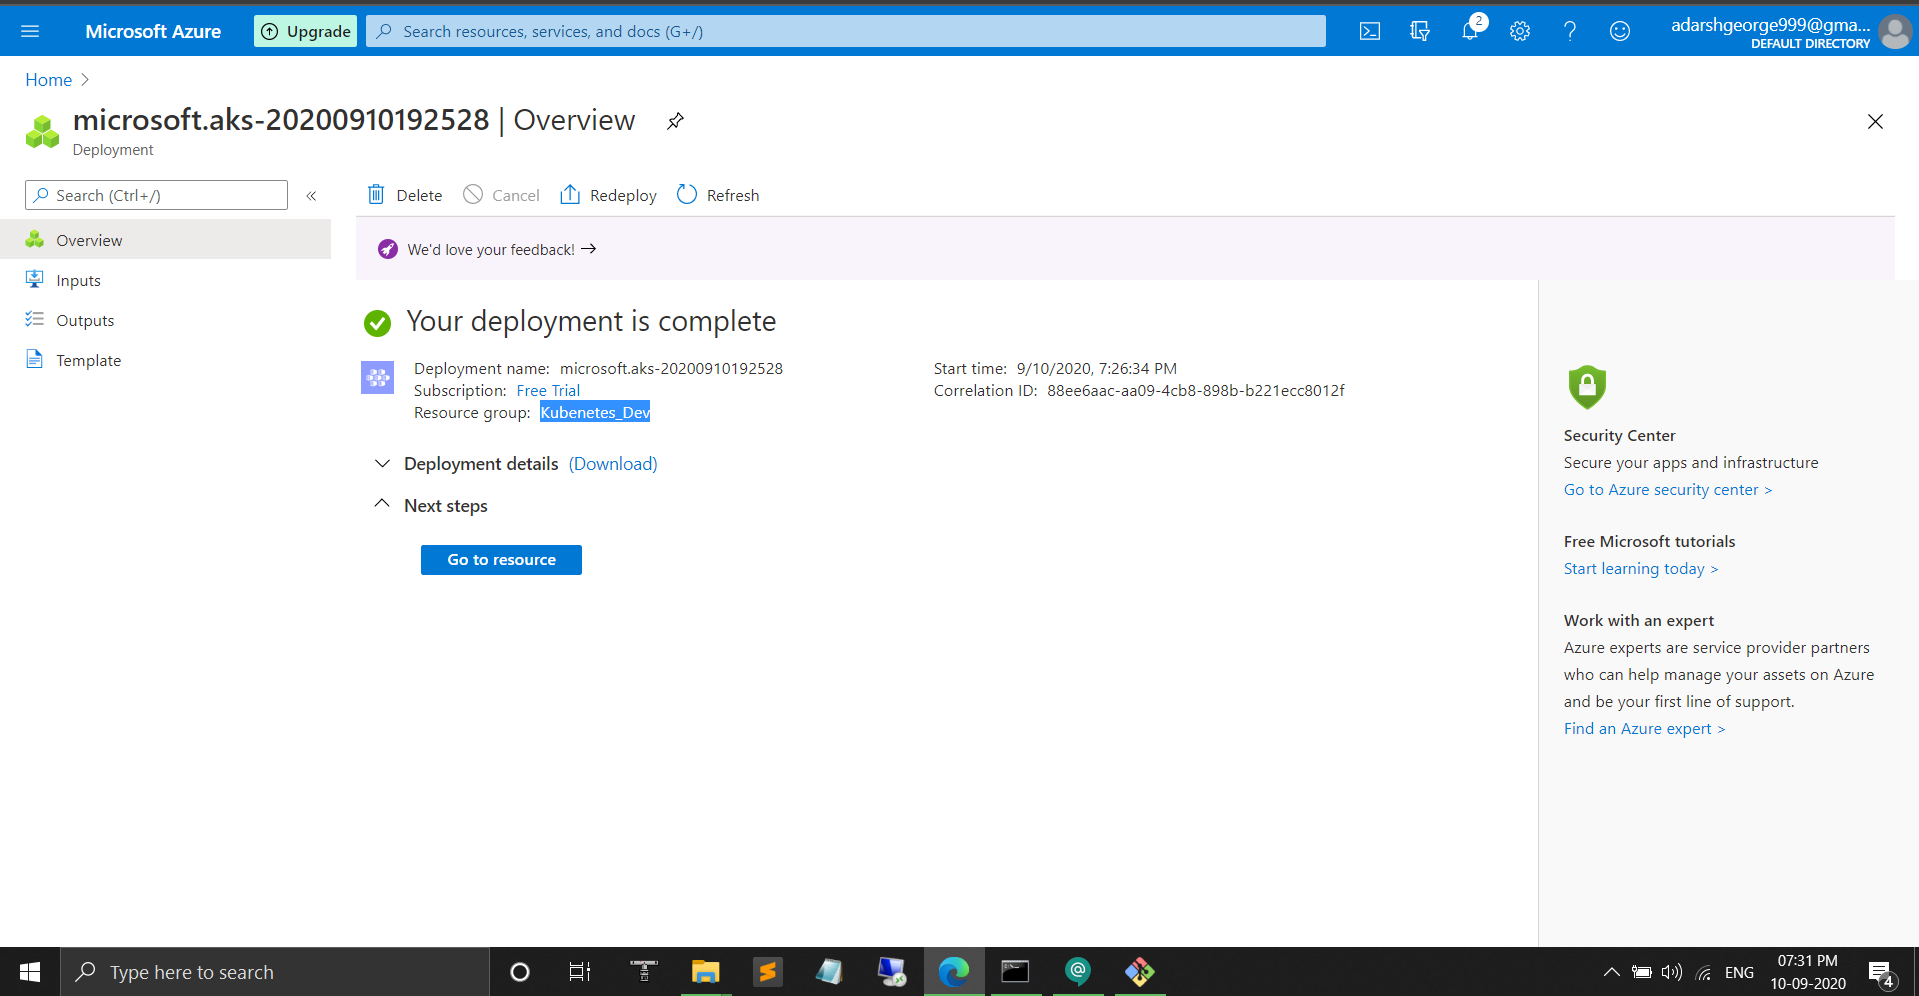 Microsoft Azure
Upgrade
Search resources, services, and docs (G+/)
2
adarshgeorge999@gma...
DEFAULT DIRECTORY
Home
microsoft.aks-20200910192528 | Overview
Deployment
Search (Ctrl+/)
«
Delete
Cancel
Redeploy
Refresh
Overview
Inputs
Outputs
Template
We'd love your feedback! →
Your deployment is complete
Deployment name: microsoft.aks-20200910192528
Subscription: Free Trial
Resource group: Kubenetes_Dev
Start time: 9/10/2020, 7:26:34 PM
Correlation ID: 88ee6aac-aa09-4cb8-898b-b221ecc8012f
Deployment details (Download)
Next steps
Go to resource
Security Center
Secure your apps and infrastructure
Go to Azure security center >
Free Microsoft tutorials
Start learning today >
Work with an expert
Azure experts are service provider partners
who can help manage your assets on Azure
and be your first line of support.
Find an Azure expert >
Type here to search
ENG
07:31 PM
10-09-2020
4